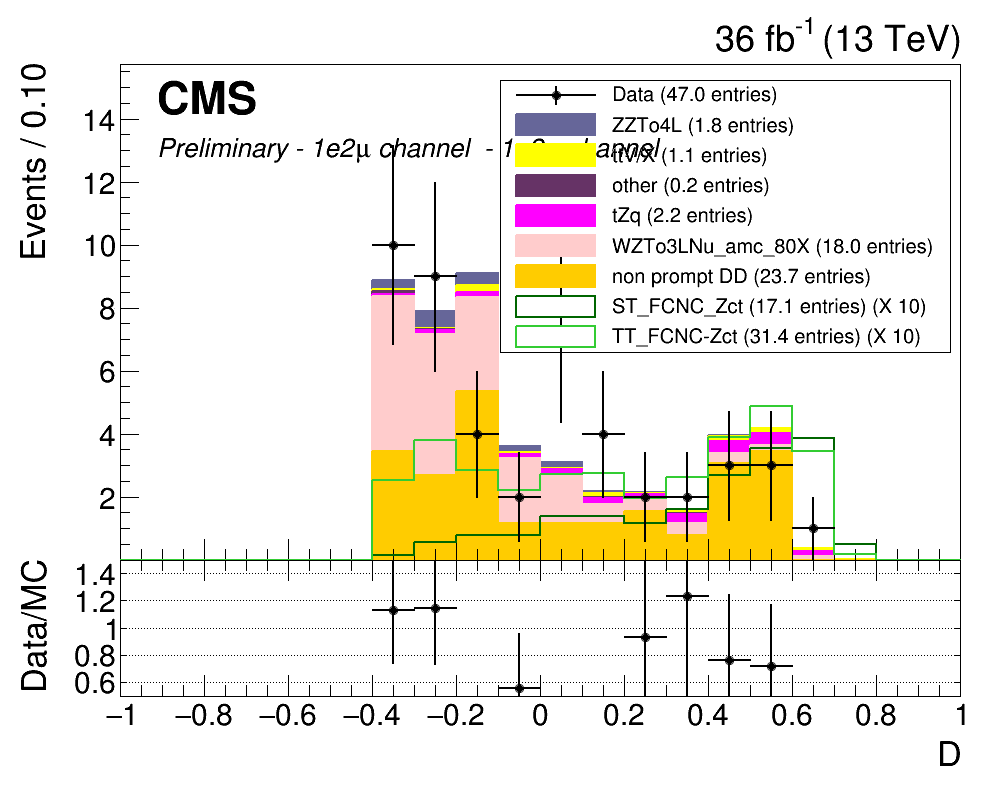 36 fb-1 (13 TeV)
Events / 0.10
CMS
Preliminary - 1e2μ channel - 1
Data (47.0 entries)
ZZTo4L (1.8 entries)
ttV/X (1.1 entries)
other (0.2 entries)
tZq (2.2 entries)
WZTo3LNu_amc_80X (18.0 entries)
non prompt DD (23.7 entries)
ST_FCNC_Zct (17.1 entries) (X 10)
TT_FCNC-Zct (31.4 entries) (X 10)
14
12
10
8
6
4
2
Data/MC
1.4
1.2
1
0.8
0.6
−1 −0.8 −0.6 −0.4 −0.2 0 0.2 0.4 0.6 0.8 1
D